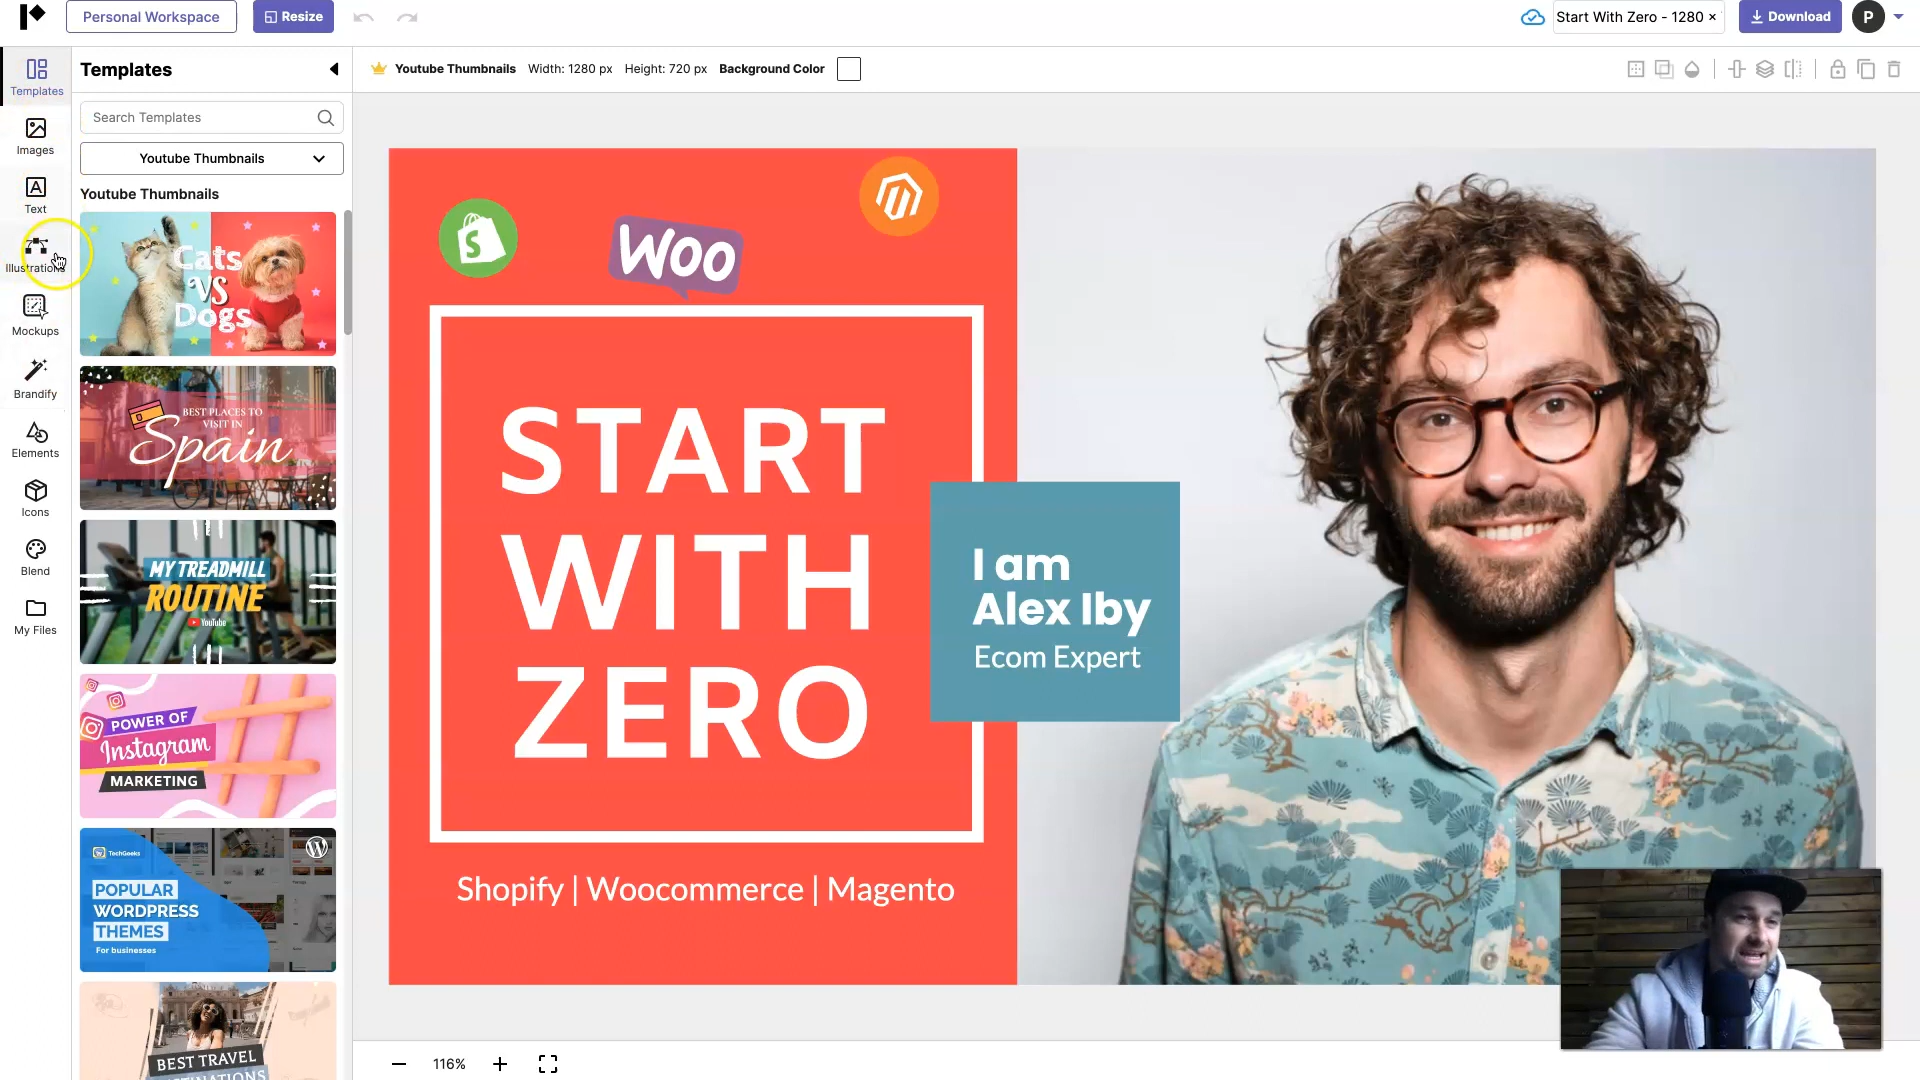 Personal Workspace
Resize
Start With Zero - 1280 ×
Download
P
Templates
Images
Text
Illustrations
Mockups
Brandify
Elements
Icons
Blend
My Files
Templates
Search Templates
Youtube Thumbnails
Youtube Thumbnails
Cats
VS
Dogs
BEST PLACES TO
VISIT IN
Spain
MY TREADMILL
ROUTINE
YouTube
POWER OF
Instagram
MARKETING
TechGeeks
POPULAR
WORDPRESS
THEMES
For businesses
BEST TRAVEL
Youtube Thumbnails Width: 1280 px Height: 720 px Background Color
S
WOO
START
WITH
ZERO
I am
Alex Iby
Ecom Expert
Shopify | Woocommerce | Magento
116%